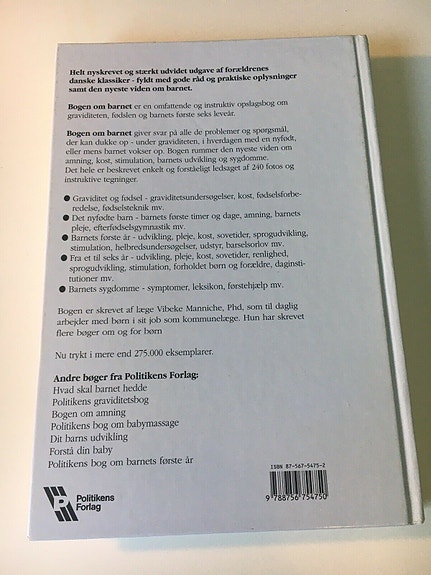 Helt nyskrevet og stærkt udvidet udgave af forældrenes
danske klassiker - fyldt med gode råd og praktiske oplysninger
samt den nyeste viden om barnet.
Bogen om barnet er en omfattende og instruktiv opslagsbog om
graviditeten, fødslen og barnets første seks leveår.
Bogen om barnet giver svar på alle de problemer og spørgsmål,
der kan dukke op - under graviditeten, i hverdagen med en nyfødt,
eller mens barnet vokser op. Bogen rummer den nyeste viden om
amning, kost, stimulation, barnets udvikling og sygdomme.
Det hele er beskrevet enkelt og forståeligt ledsaget af 240 fotos og
instruktive tegninger.
● Graviditet og fødsel - graviditetsundersøgelser, kost, fødselsforbe-
redelse, fødselsteknik mv.
● Det nyfødte barn - barnets første timer og dage, amning, barnets
pleje, efterfødselsgymnastik mv.
● Barnets første år - udvikling, pleje, kost, sovetider, sprogudvikling,
stimulation, helbredsundersøgelser, udstyr, barselsorlov mv.
● Fra et til seks år - udvikling, pleje, kost, sovetider, renlighed,
sprogudvikling, stimulation, forholdet børn og forældre, daginsti-
tutioner mv.
● Barnets sygdomme - symptomer, leksikon, førstehjælp mv.
Bogen er skrevet af læge Vibeke Manniche, Phd, som til daglig
arbejder med børn i sit job som kommunelæge. Hun har skrevet
flere bøger om og for børn
Nu trykt i mere end 275.000 eksemplarer.
Andre bøger fra Politikens Forlag:
Hvad skal barnet hedde
Politikens graviditetsbog
Bogen om amning
Politikens bog om babymassage
Dit barns udvikling
Forstå din baby
Politikens bog om barnets første år
ISBN 87-567-5475-2
9 788756 754750
P Politikens
Forlag